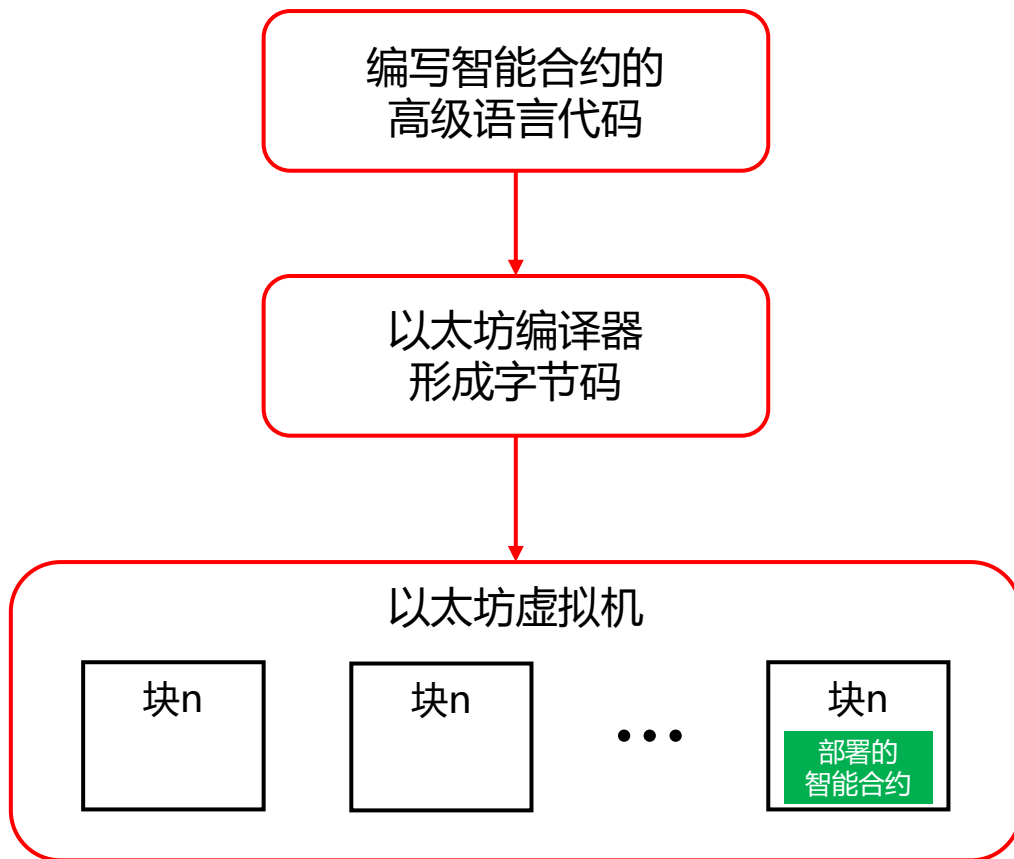 编写智能合约的
高级语言代码
以太坊编译器
形成字节码
以太坊虚拟机
块n
块n
•••
块n
部署的
智能合约